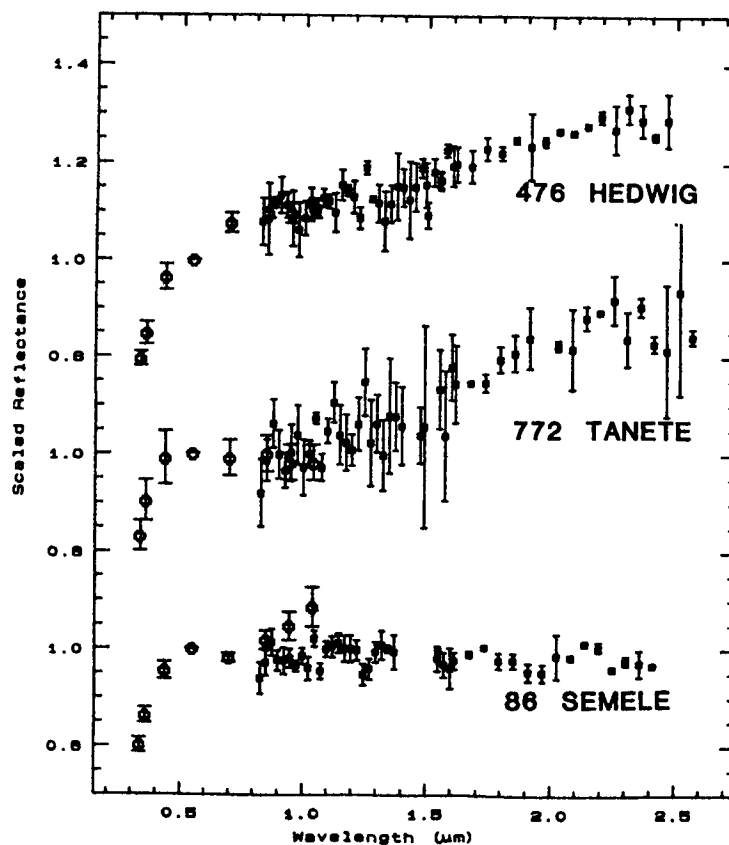 1.4
1.2
476 HEDWIG
1.0
0.8
772 TANETE
1.0
0.8
1.0
86 SEMELE
0.8
0.5 1.0 1.5 2.0 2.5
Wavelength (μm)
Scaled Reflectance